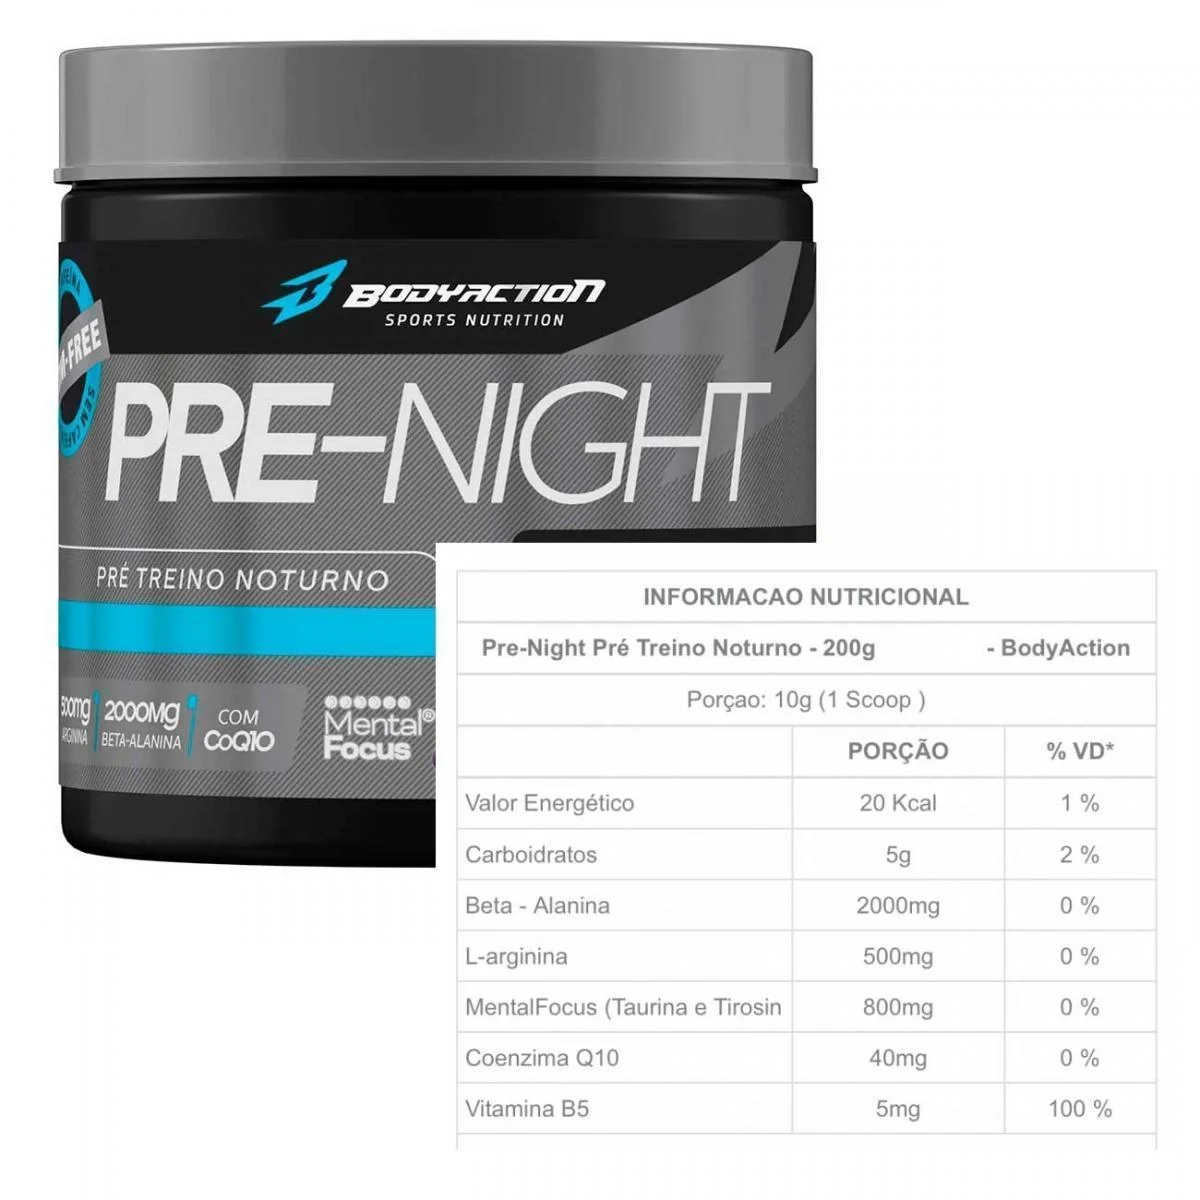 BODYACTION
SPORTS NUTRITION
-FREE
SEM
PRE-NIGHT
PRÉ TREINO NOTURNO
500mg
ARGININA
2000MG
BETA-ALANINA
COM
COQ10
Mental®
Focus
INFORMACAO NUTRICIONAL
Pre-Night Pré Treino Noturno - 200g - BodyAction
Porçao: 10g (1 Scoop )
PORÇÃO % VD*
Valor Energético 20 Kcal 1 %
Carboidratos 5g 2 %
Beta - Alanina 2000mg 0 %
L-arginina 500mg 0 %
MentalFocus (Taurina e Tirosin 800mg 0 %
Coenzima Q10 40mg 0 %
Vitamina B5 5mg 100 %